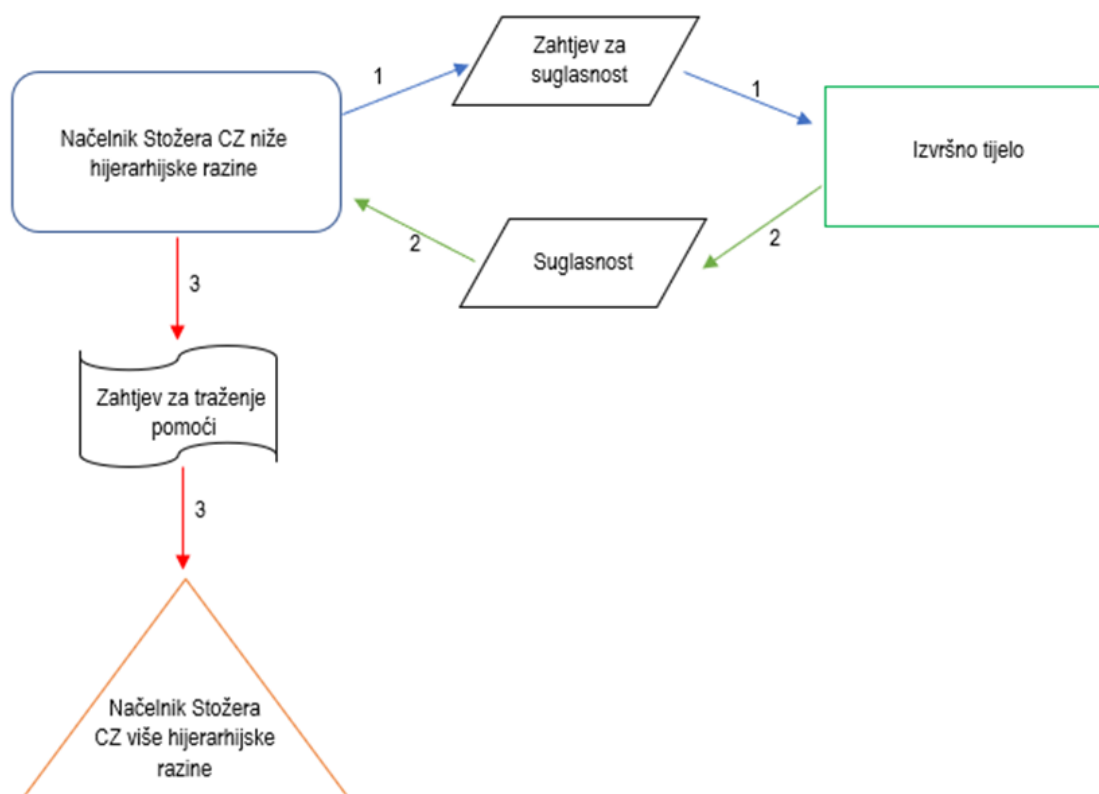 Zahtjev za
suglasnost
1
1
Načelnik Stožera CZ niže
hijerarhijske razine
Izvršno tijelo
2
Suglasnost
2
3
Zahtjev za traženje
pomoći
3
Načelnik Stožera
CZ više hijerarhijske
razine